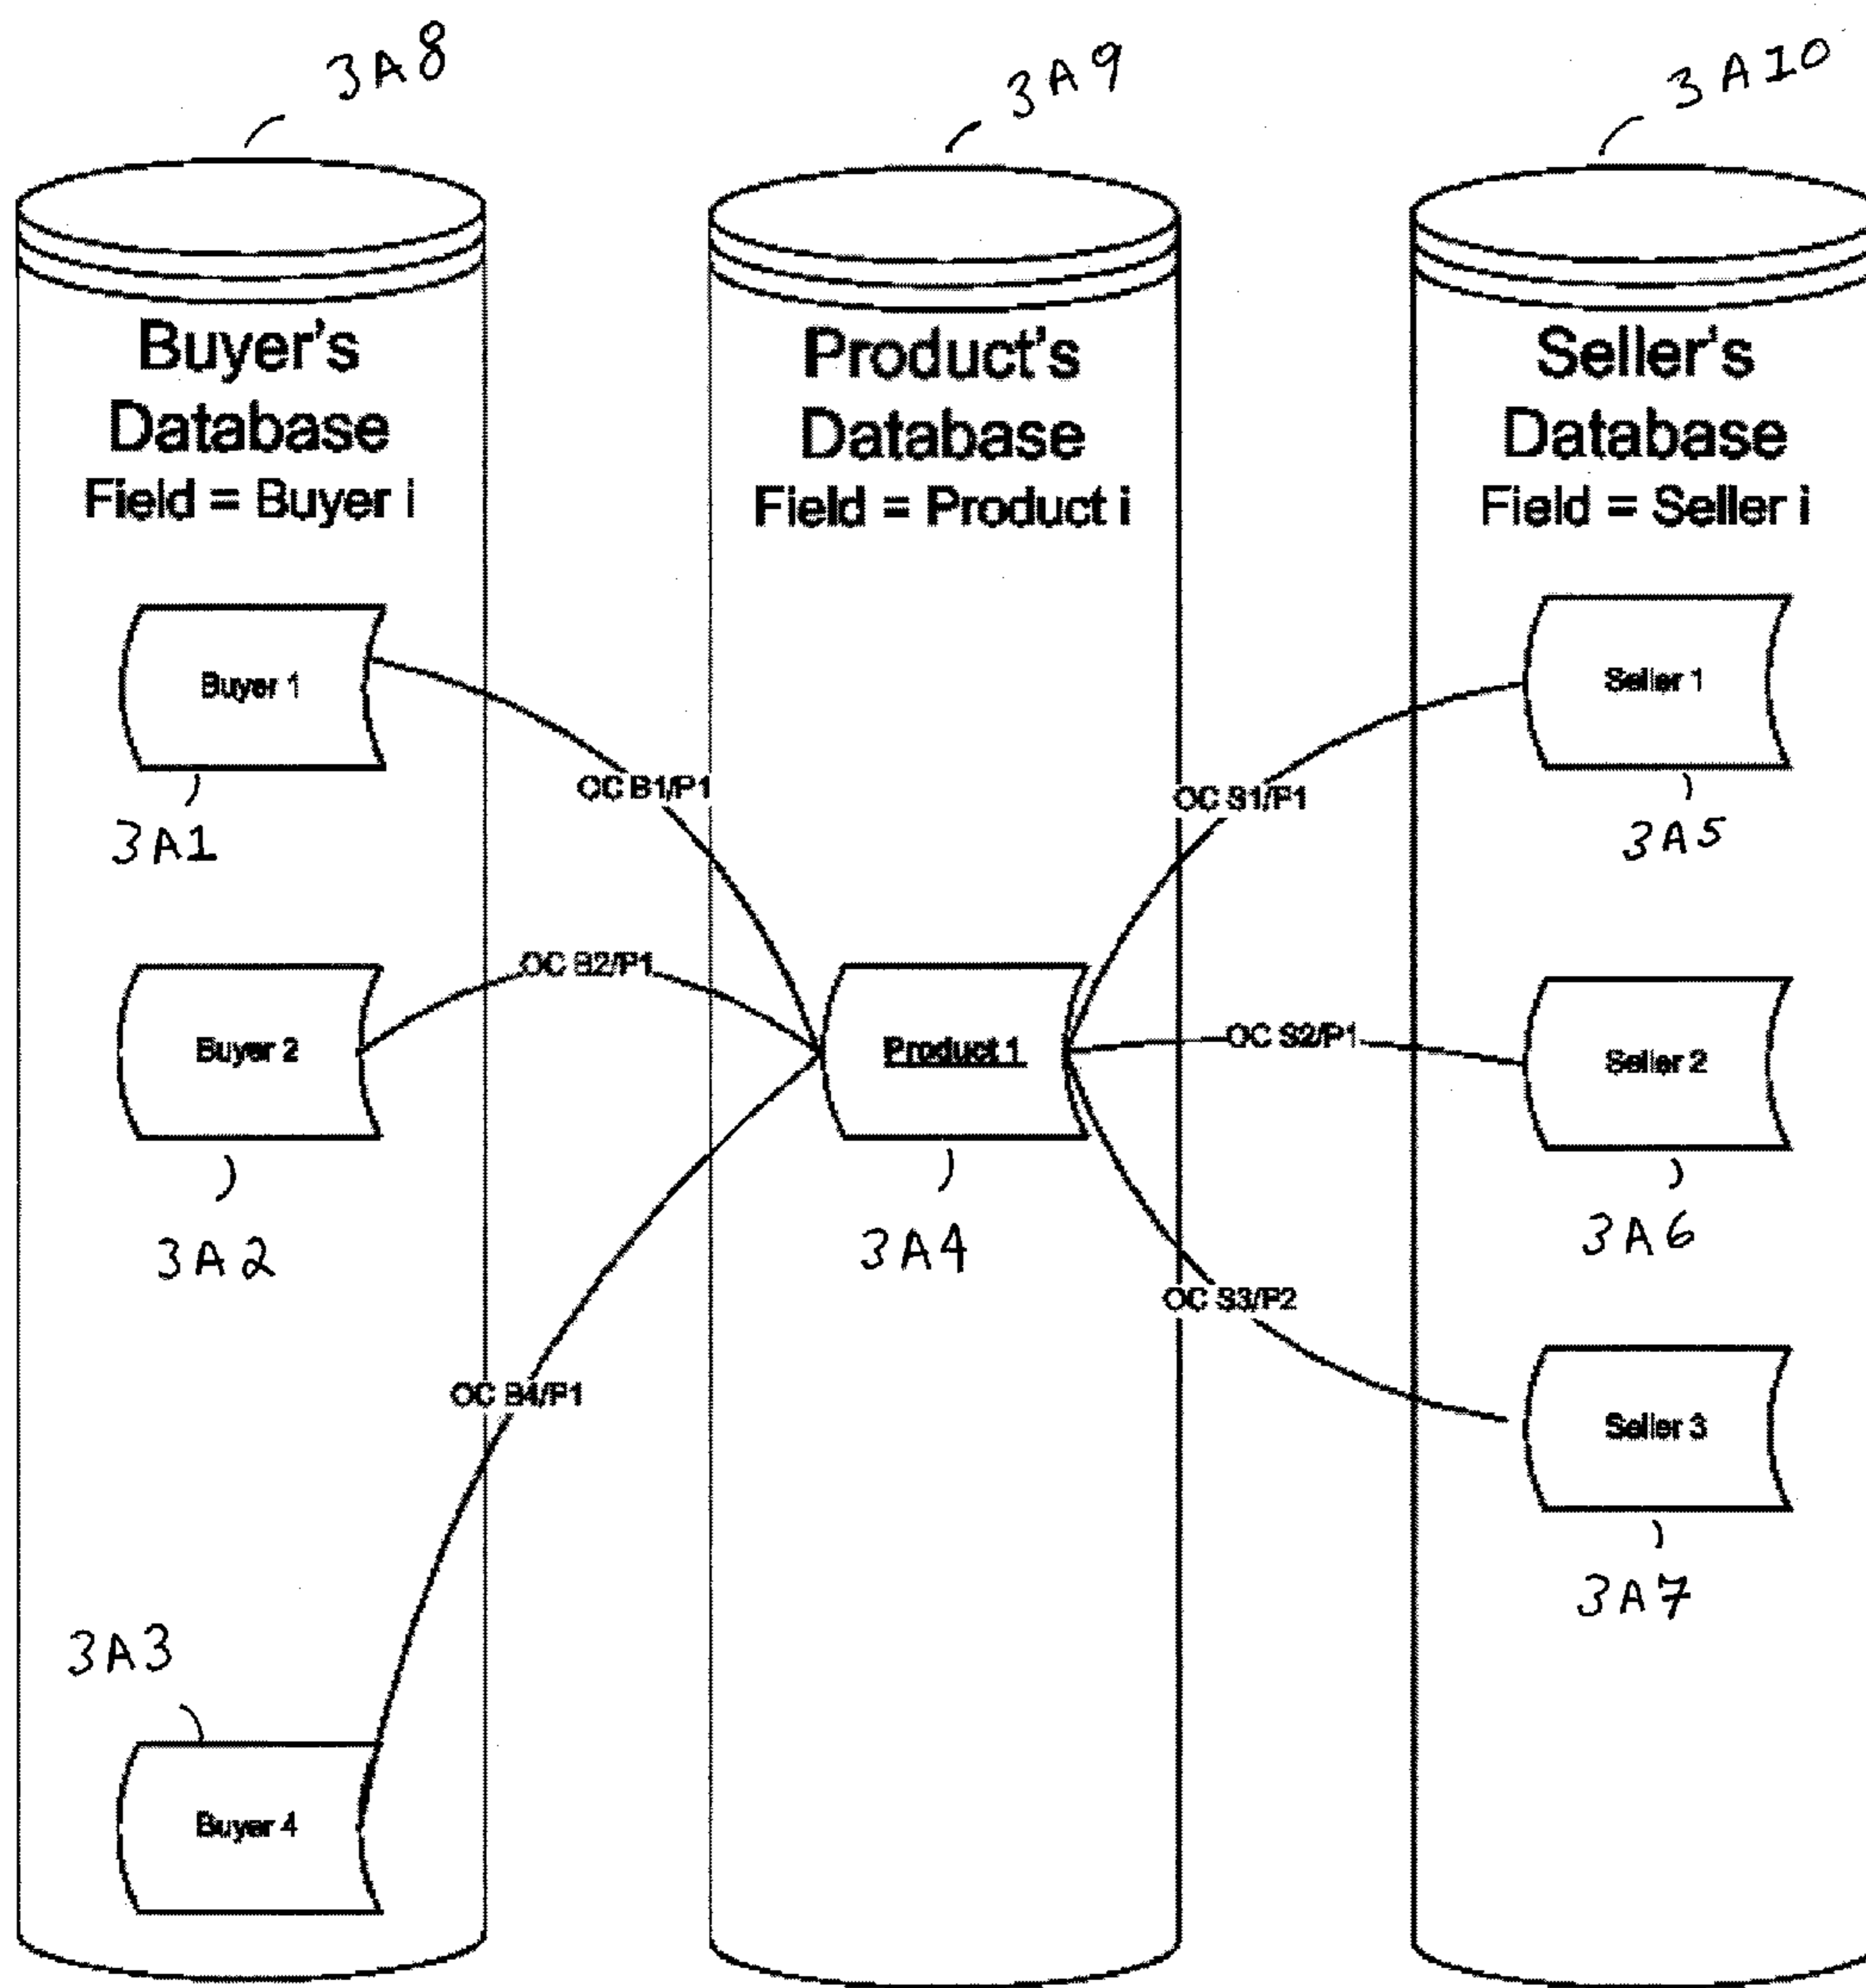 3A8
3A9
3A10
Buyer's
Database
Field = Buyer i
Product's
Database
Field = Product i
Seller's
Database
Field = Seller i
Buyer 1
3A1
OC B1/P1
OC S1/P1
Seller 1
3A5
Buyer 2
3A2
OC B2/P1
Product 1
3A4
OC S2/P1
Seller 2
3A6
OC S3/P2
OC B4/P1
Seller 3
3A7
3A3
Buyer 4